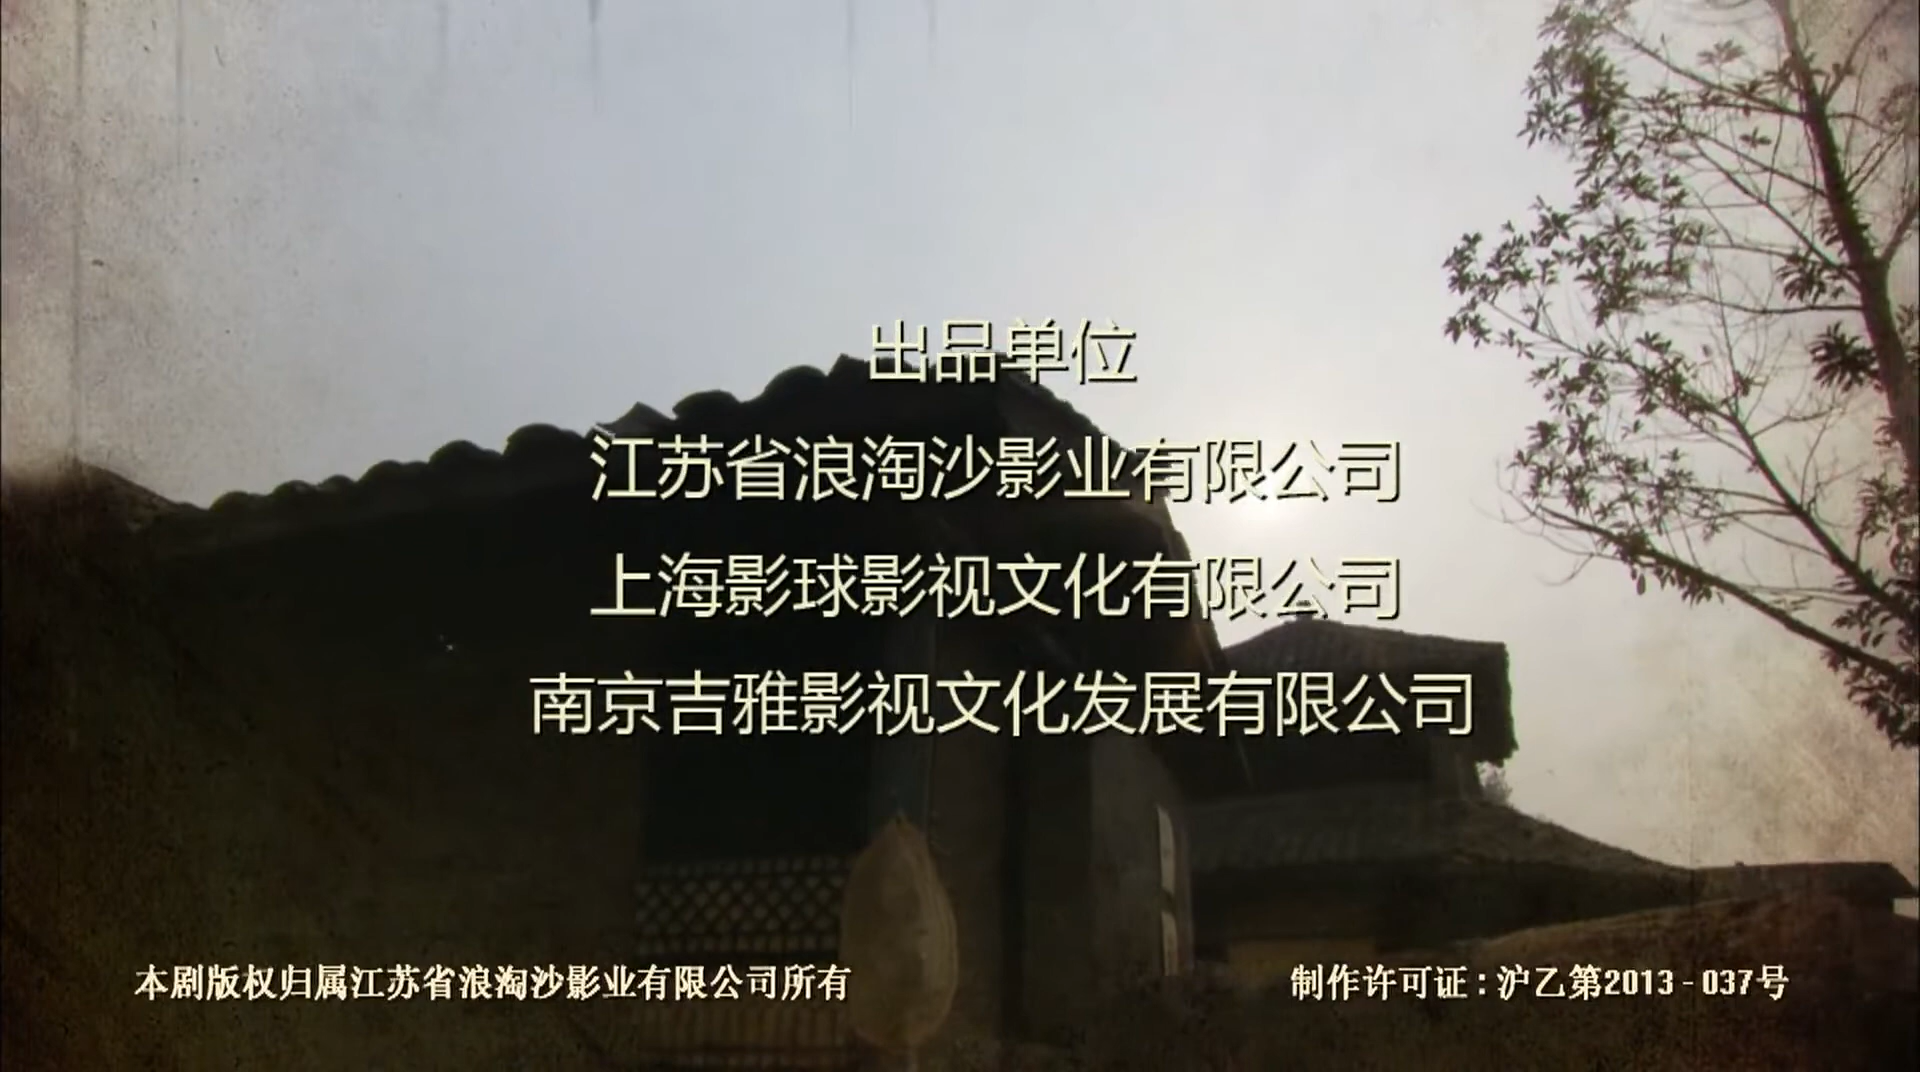 出品单位
江苏省浪淘沙影业有限公司
上海影球影视文化有限公司
南京吉雅影视文化发展有限公司
本剧版权归属江苏省浪淘沙影业有限公司所有
制作许可证：沪乙第2013-037号